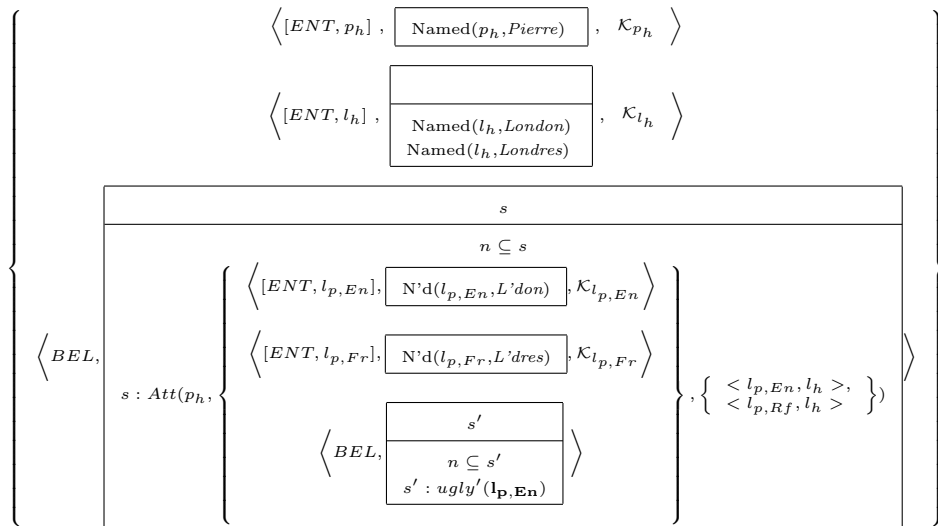 ⟨[ENT, p_h] , Named(p_h,Pierre) , 𝒦_{p_h} ⟩
⟨[ENT, l_h] , Named(l_h,London) Named(l_h,Londres) , 𝒦_{l_h} ⟩
s
n ⊆ s
⟨[ENT, l_{p,En}], N'd(l_{p,En},L'don) , 𝒦_{l_{p,En}}⟩
⟨[ENT, l_{p,Fr}], N'd(l_{p,Fr},L'dres) , 𝒦_{l_{p,Fr}}⟩
⟨BEL,
s : Att(p_h, , { < l_{p,En}, l_h >, < l_{p,Rf}, l_h > })
s′
⟨BEL, n ⊆ s′ ⟩
s′ : ugly′(l_{p,En})